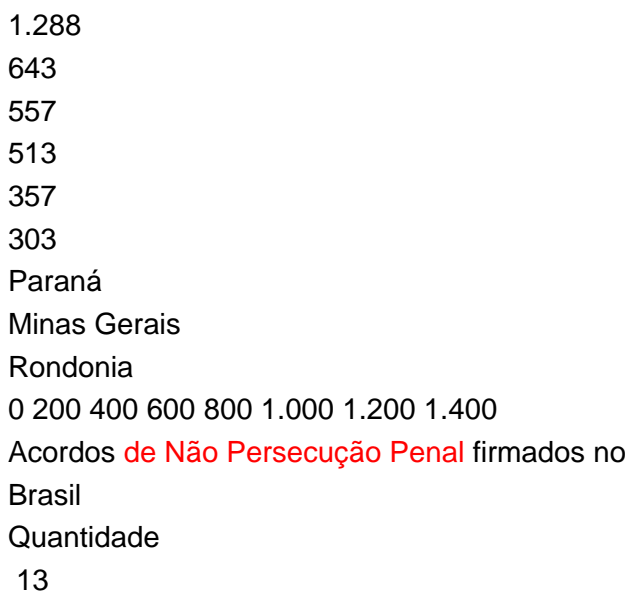 1.288
643
557
513
357
303
Paraná
Minas Gerais
Rondonia
0 200 400 600 800 1.000 1.200 1.400
Acordos de Não Persecução Penal firmados no
Brasil
Quantidade
13